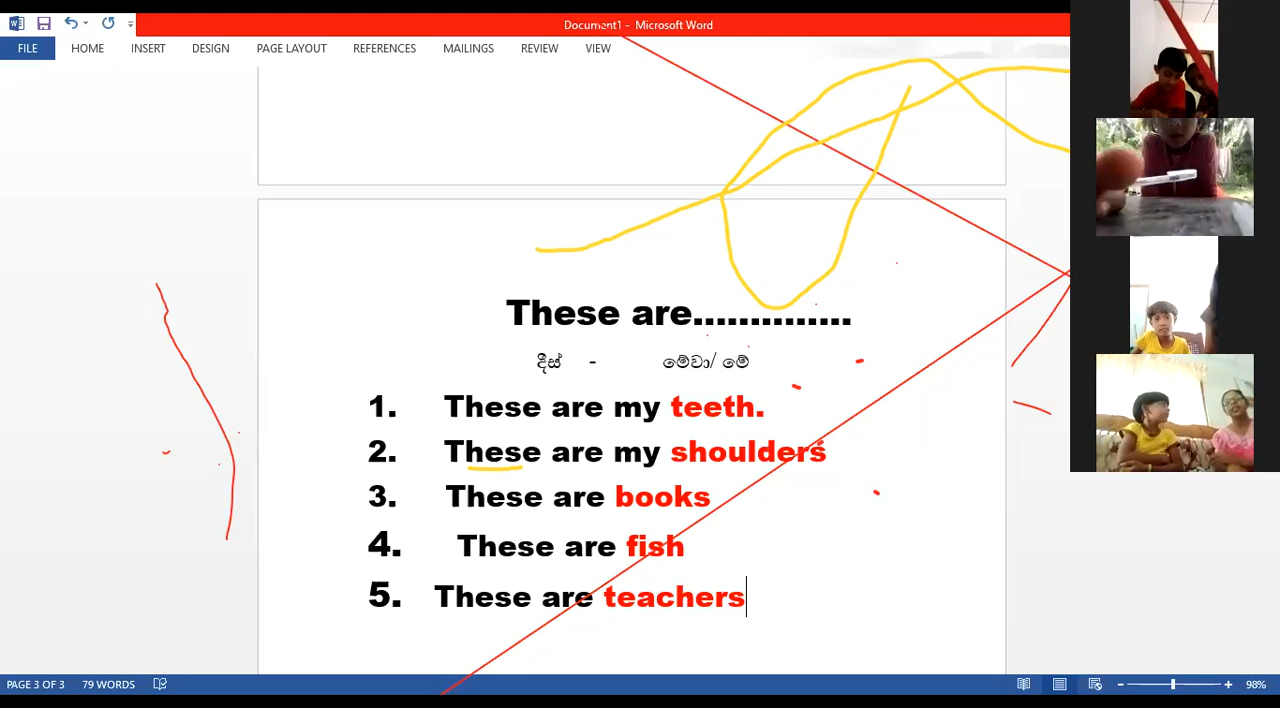 Document1 - Microsoft Word
FILE HOME INSERT DESIGN PAGE LAYOUT REFERENCES MAILINGS REVIEW VIEW
These are..............
දීස් - මේවා/ මේ
1. These are my teeth.
2. These are my shoulders
3. These are books
4. These are fish
5. These are teachers
PAGE 3 OF 3 79 WORDS 98%